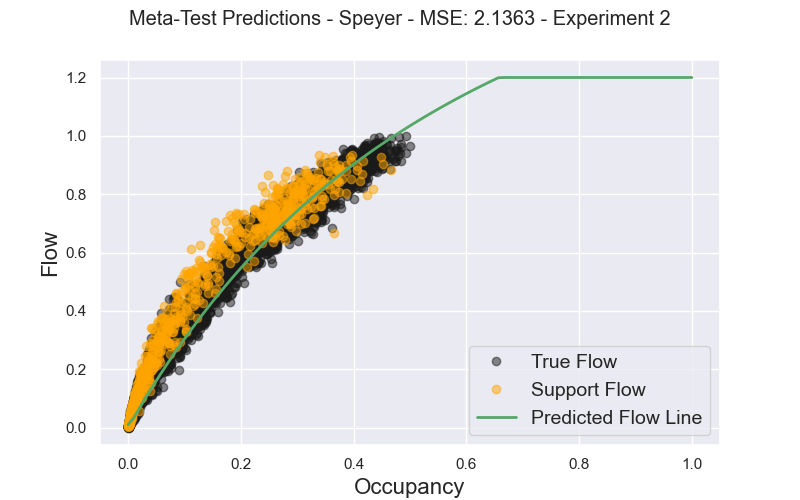 Meta-Test Predictions - Speyer - MSE: 2.1363 - Experiment 2
1.2
1.0
0.8
0.6
0.4
0.2
0.0
Flow
True Flow
Support Flow
Predicted Flow Line
0.0 0.2 0.4 0.6 0.8 1.0
Occupancy